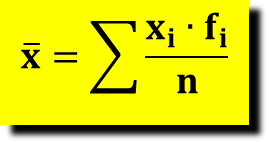 x̄ = ∑ xᵢ · fᵢ / n